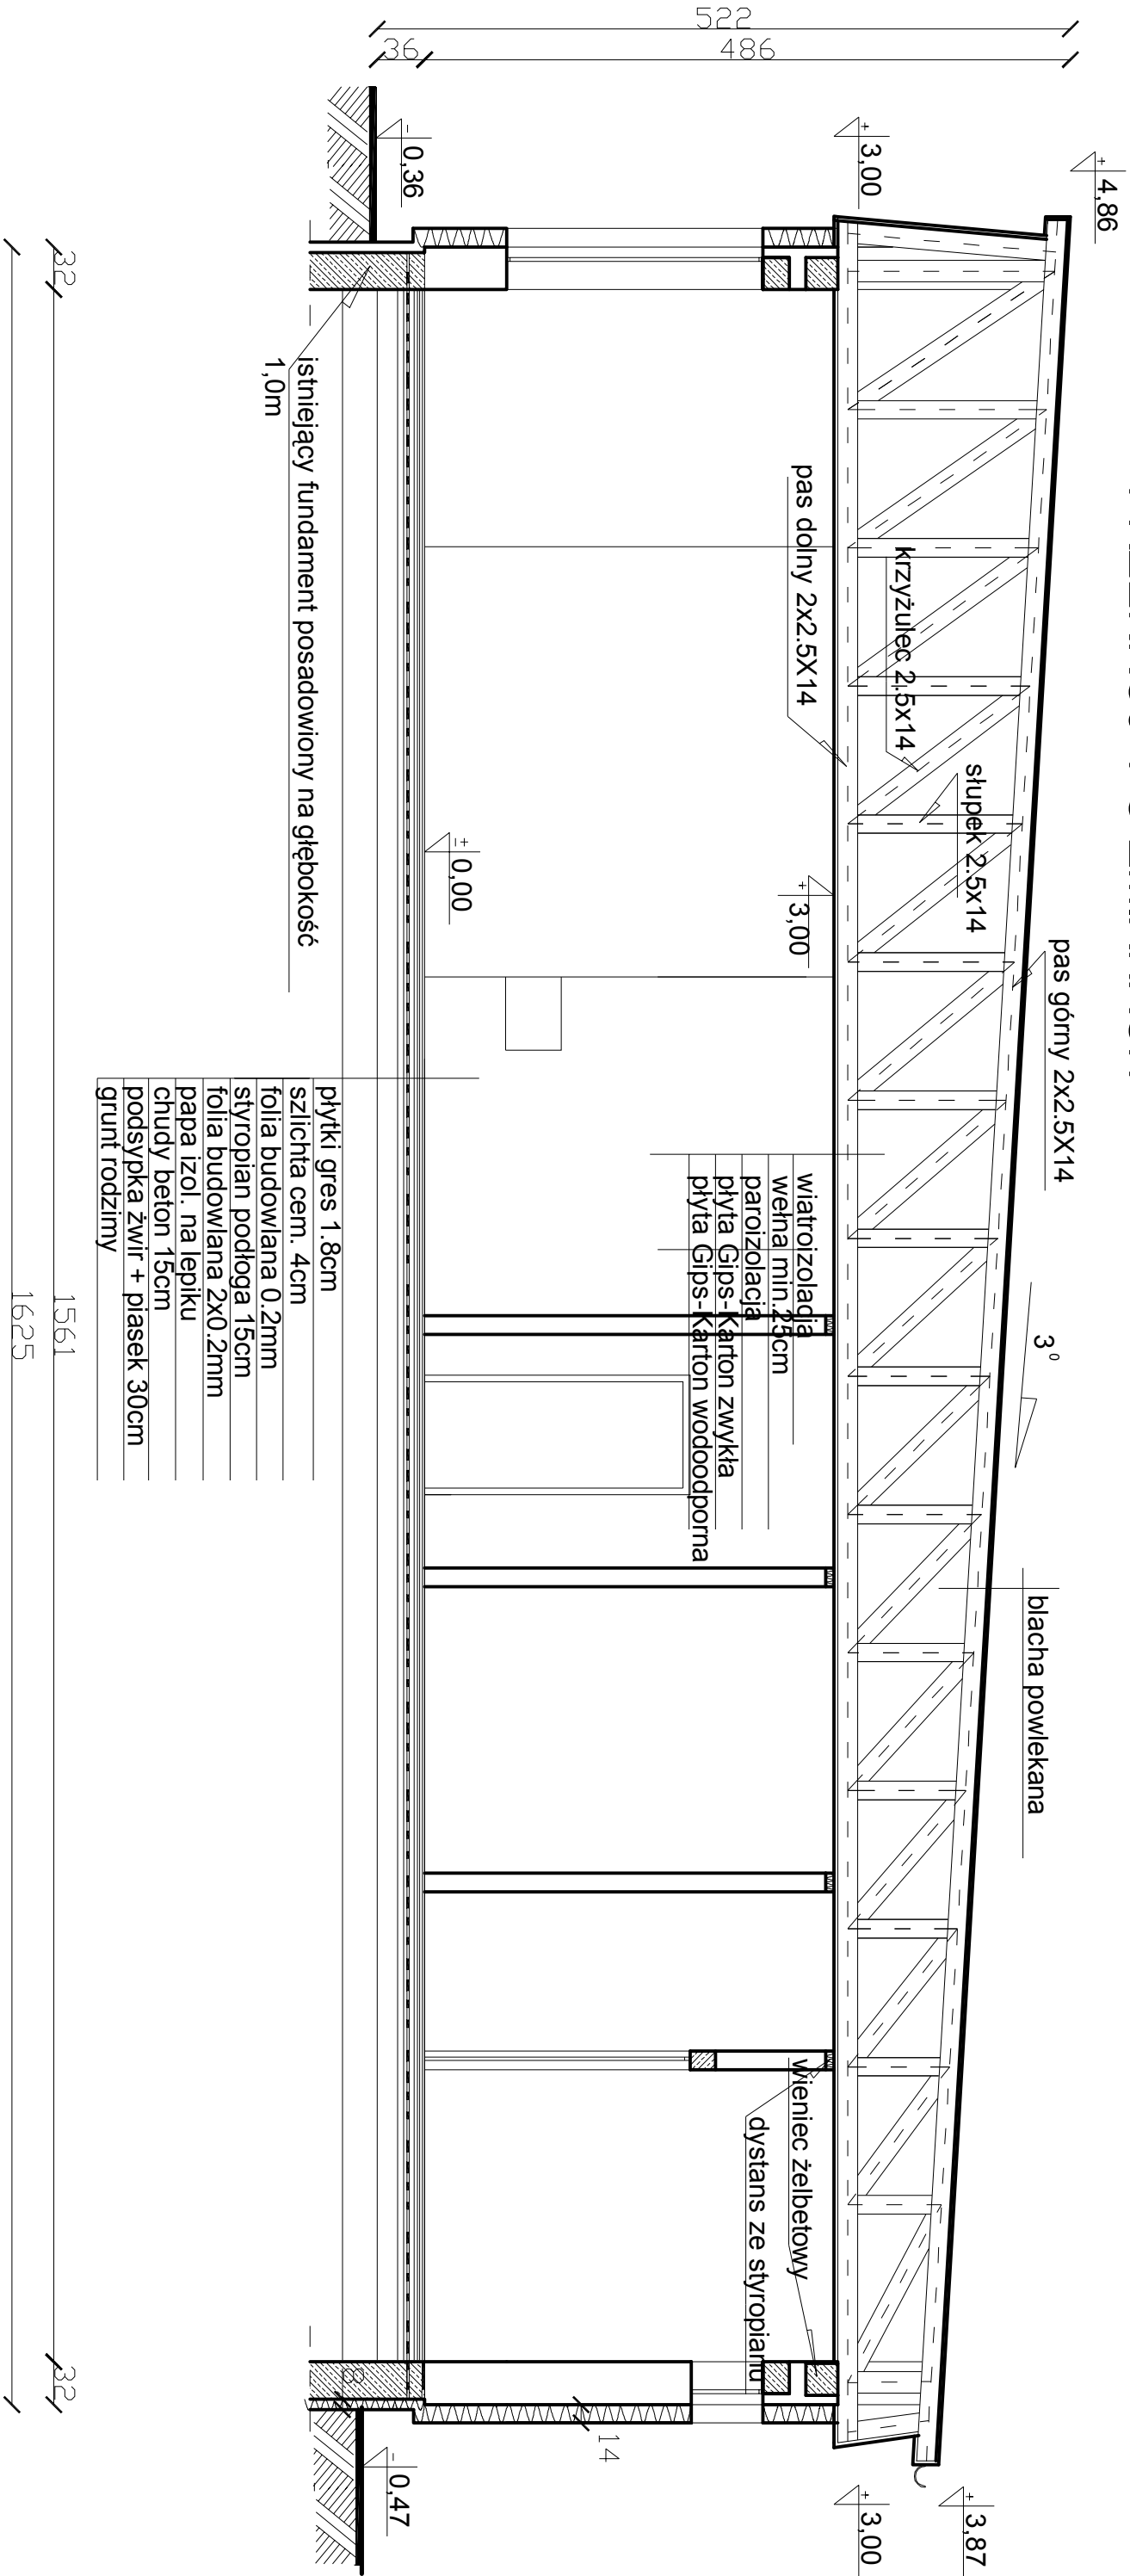 522
36
486
+ 4,86
+ 3,00
- 0,36
pas górny 2x2.5X14
słupek 2.5x14
krzyżulec 2.5x14
pas dolny 2x2.5X14
3⁰
blacha powlekana
+ 3,00
± 0,00
wiatroizolacja
wełna min.25cm
paroizolacja
płyta Gips-Karton zwykła
płyta Gips-Karton wodoodporna
wieniec żelbetowy
dystans ze styropianu
+ 3,87
+ 3,00
- 0,47
14
8
istniejący fundament posadowiony na głębokość
1,0m
płytki gres 1.8cm
szlichta cem. 4cm
folia budowlana 0.2mm
styropian podłoga 15cm
folia budowlana 2x0.2mm
papa izol. na lepiku
chudy beton 15cm
podsypka żwir + piasek 30cm
grunt rodzimy
32
1561
32
1625